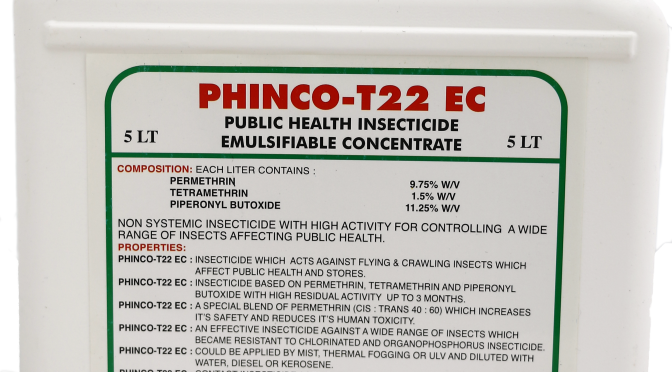 PHINCO-T22 EC
PUBLIC HEALTH INSECTICIDE
5 LT EMULSIFIABLE CONCENTRATE 5 LT
COMPOSITION: EACH LITER CONTAINS :
PERMETHRIN 9.75% W/V
TETRAMETHRIN 1.5% W/V
PIPERONYL BUTOXIDE 11.25% W/V
NON SYSTEMIC INSECTICIDE WITH HIGH ACTIVITY FOR CONTROLLING A WIDE
RANGE OF INSECTS AFFECTING PUBLIC HEALTH.
PROPERTIES:
PHINCO-T22 EC : INSECTICIDE WHICH ACTS AGAINST FLYING & CRAWLING INSECTS WHICH
AFFECT PUBLIC HEALTH AND STORES.
PHINCO-T22 EC : INSECTICIDE BASED ON PERMETHRIN, TETRAMETHRIN AND PIPERONYL
BUTOXIDE WITH HIGH RESIDUAL ACTIVITY UP TO 3 MONTHS.
PHINCO-T22 EC : A SPECIAL BLEND OF PERMETHRIN (CIS : TRANS 40 : 60) WHICH INCREASES
IT'S SAFETY AND REDUCES IT'S HUMAN TOXICITY.
PHINCO-T22 EC : AN EFFECTIVE INSECTICIDE AGAINST A WIDE RANGE OF INSECTS WHICH
BECAME RESISTANT TO CHLORINATED AND ORGANOPHOSPHORUS INSECTICIDE.
PHINCO-T22 EC : COULD BE APPLIED BY MIST, THERMAL FOGGING OR ULV AND DILUTED WITH
WATER, DIESEL OR KEROSENE.